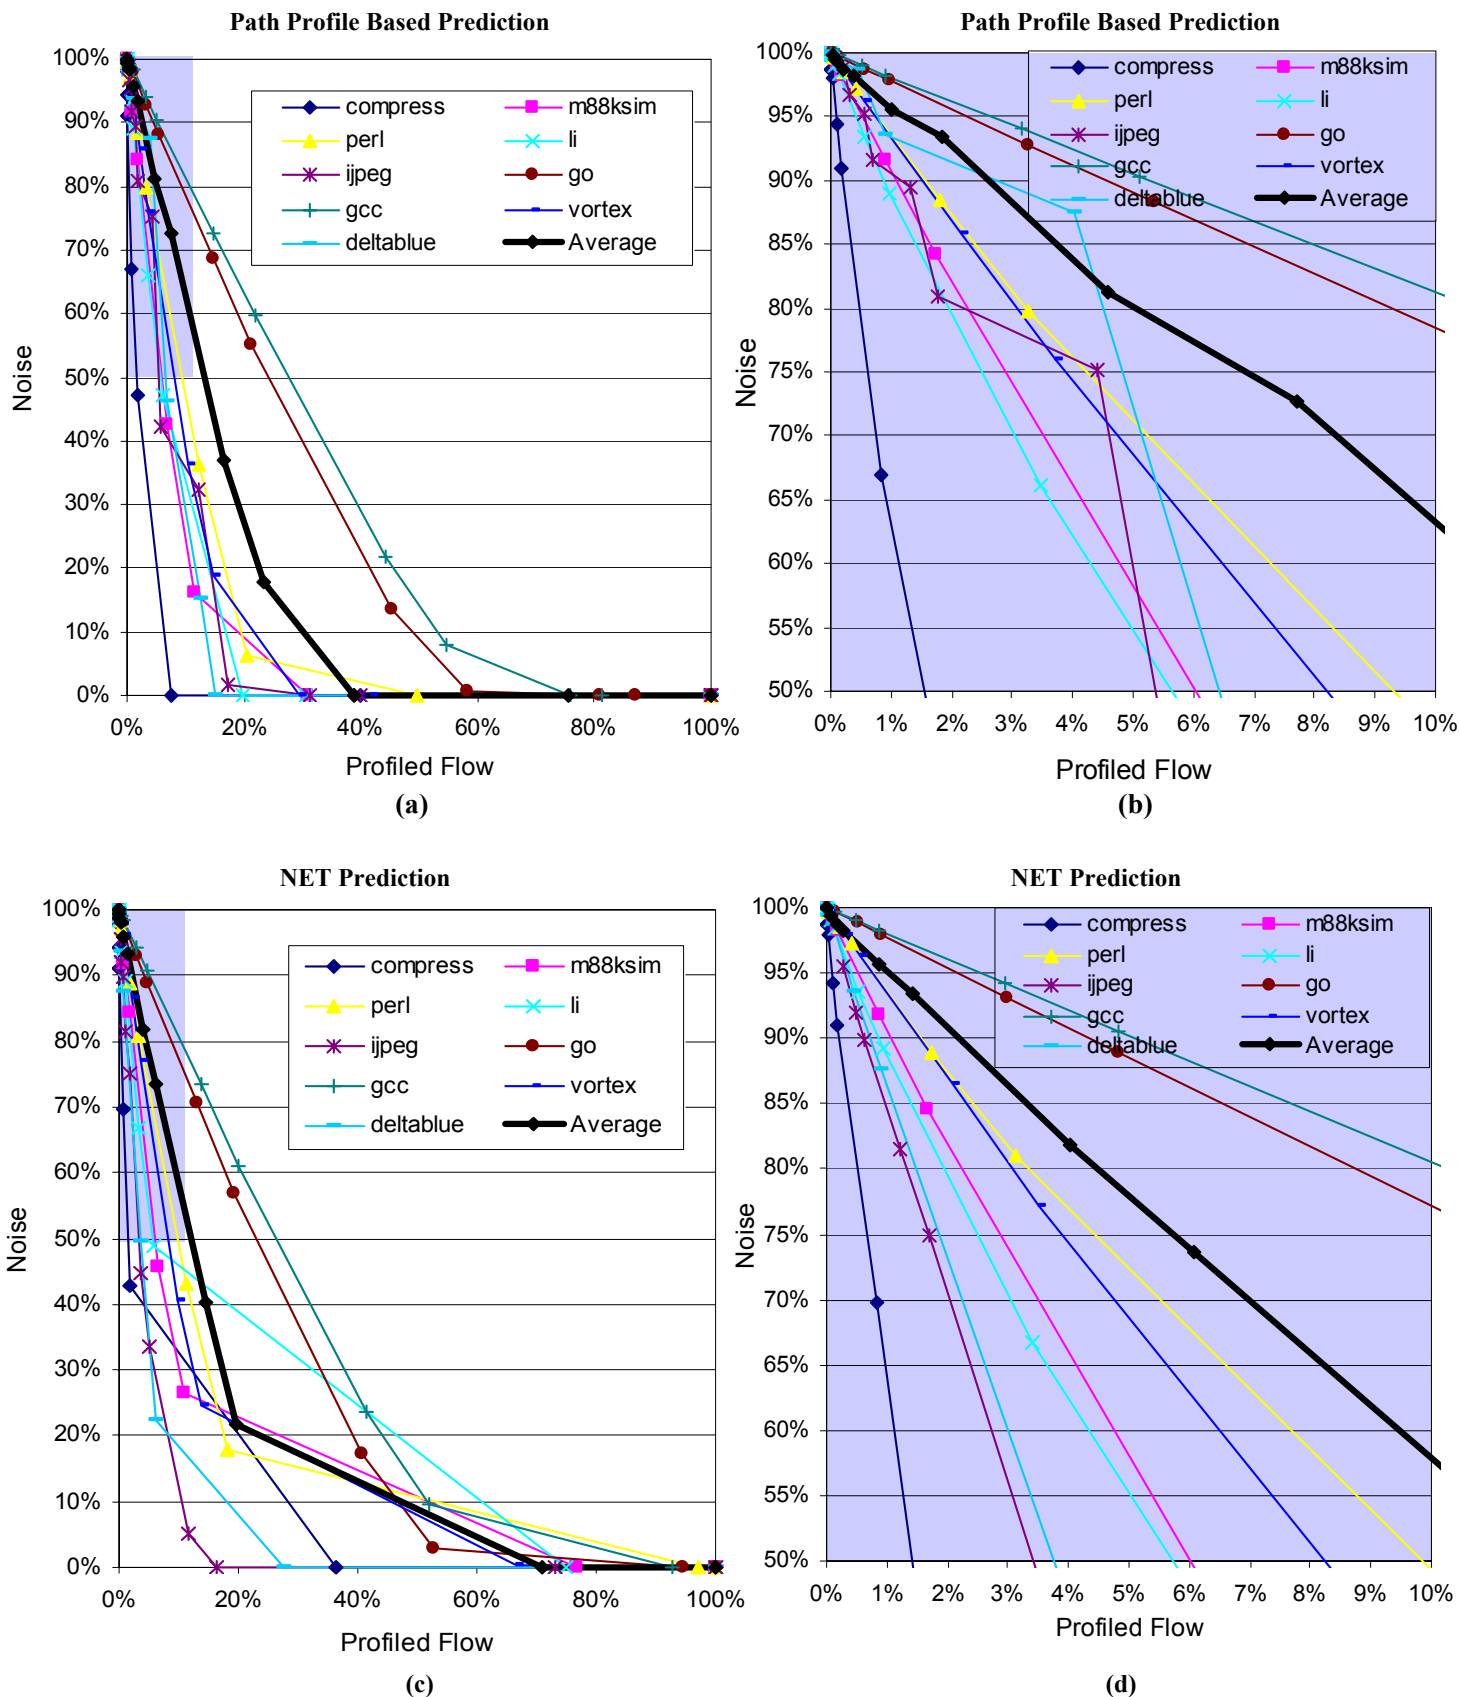 Path Profile Based Prediction
100%
90%
80%
70%
60%
50%
40%
30%
20%
10%
0%
Noise
compress
m88ksim
perl
li
ijpeg
go
gcc
vortex
deltablue
Average
0%
20%
40%
60%
80%
100%
Profiled Flow
(a)
Path Profile Based Prediction
100%
95%
90%
85%
80%
75%
70%
65%
60%
55%
50%
Noise
compress
m88ksim
perl
li
ijpeg
go
gcc
vortex
deltablue
Average
0%
1%
2%
3%
4%
5%
6%
7%
8%
9%
10%
Profiled Flow
(b)
NET Prediction
100%
90%
80%
70%
60%
50%
40%
30%
20%
10%
0%
Noise
compress
m88ksim
perl
li
ijpeg
go
gcc
vortex
deltablue
Average
0%
20%
40%
60%
80%
100%
Profiled Flow
(c)
NET Prediction
100%
95%
90%
85%
80%
75%
70%
65%
60%
55%
50%
Noise
compress
m88ksim
perl
li
ijpeg
go
gcc
vortex
deltablue
Average
0%
1%
2%
3%
4%
5%
6%
7%
8%
9%
10%
Profiled Flow
(d)